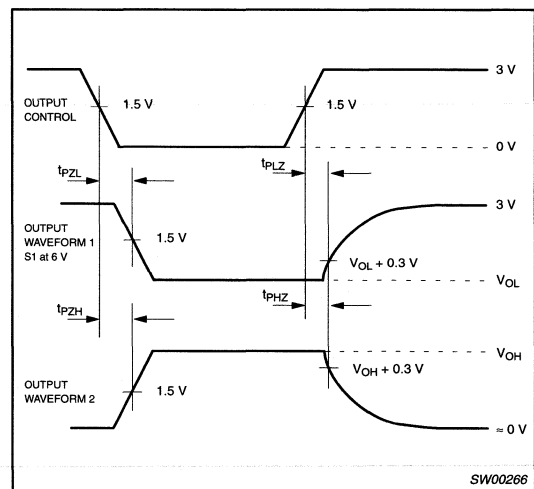 3 V
OUTPUT
CONTROL
1.5 V
1.5 V
0 V
tPZL
tPLZ
3 V
OUTPUT
WAVEFORM 1
S1 at 6 V
1.5 V
VOL + 0.3 V
VOL
tPZH
tPHZ
VOH
VOH + 0.3 V
OUTPUT
WAVEFORM 2
1.5 V
≈ 0 V
SW00266